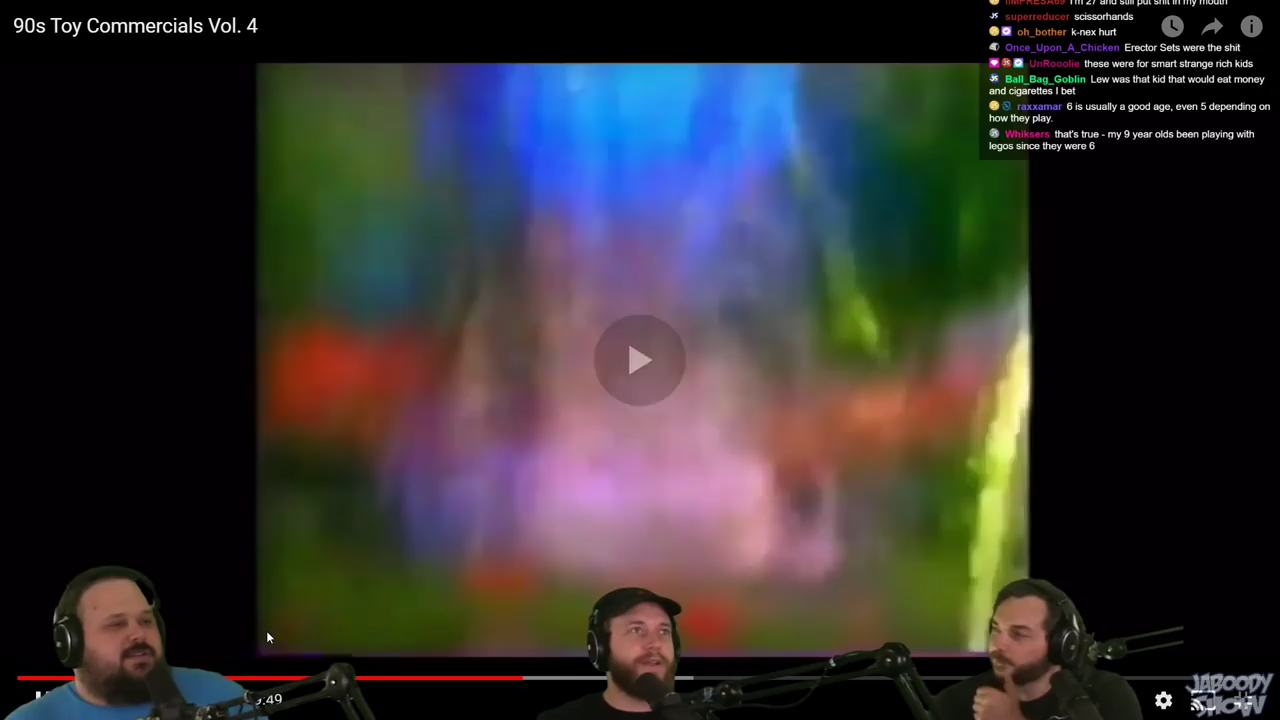 90s Toy Commercials Vol. 4
I'm 27 and still put shit in my mouth
superreducer scissorhands
oh_bother k-nex hurt
Once_Upon_A_Chicken Erector Sets were the shit
UnRooolie these were for smart strange rich kids
Ball_Bag_Goblin Lew was that kid that would eat money
and cigarettes I bet
raxxamar 6 is usually a good age, even 5 depending on
how they play.
Whiksers that's true - my 9 year olds been playing with
legos since they were 6
:49
JABOODY
SHOW